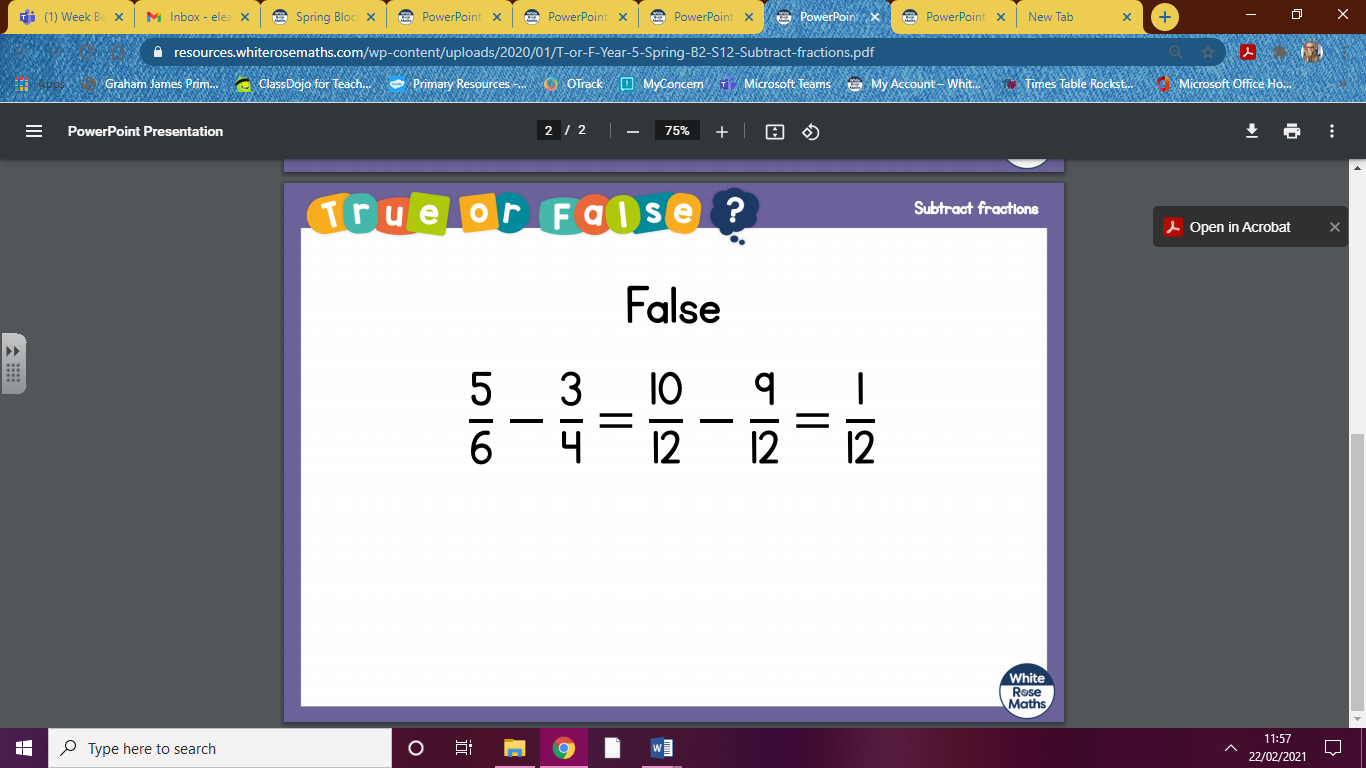 (1) Week Be
Inbox - elea
Spring Bloc
PowerPoint
PowerPoint
PowerPoint
PowerPoint
PowerPoint
New Tab
resources.whiterosemaths.com/wp-content/uploads/2020/01/T-or-F-Year-5-Spring-B2-S12-Subtract-fractions.pdf
Apps
Graham James Prim...
ClassDojo for Teach...
Primary Resources -...
OTrack
MyConcern
Microsoft Teams
My Account – Whit...
Times Table Rockst...
Microsoft Office Ho...
PowerPoint Presentation
2 / 2
75%
Open in Acrobat
True or False ?
Subtract fractions
False
5/6 − 3/4 = 10/12 − 9/12 = 1/12
White
Rose
Maths
Type here to search
11:57
22/02/2021